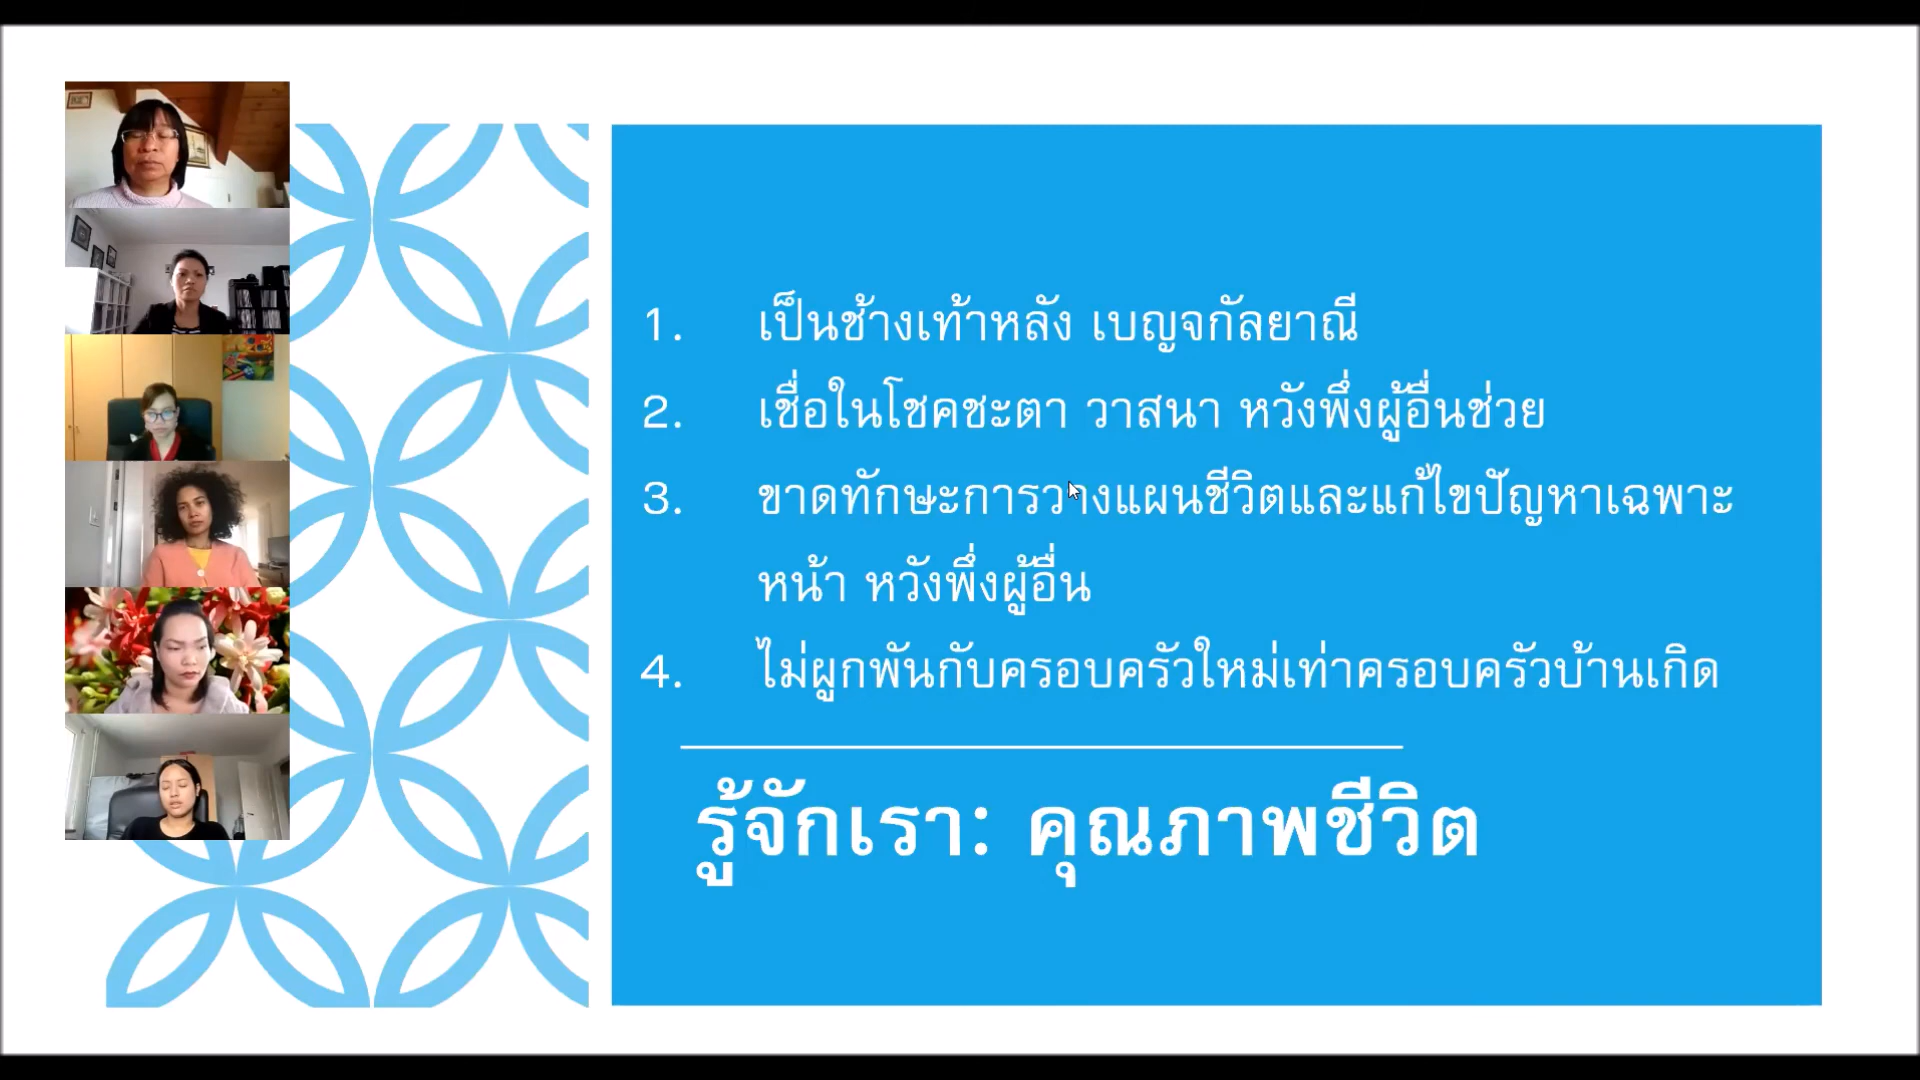 1. เป็นช้างเท้าหลัง เบญจกัลยาณี
2. เชื่อในโชคชะตา วาสนา หวังพึ่งผู้อื่นช่วย
3. ขาดทักษะการวางแผนชีวิตและแก้ไขปัญหาเฉพาะ
หน้า หวังพึ่งผู้อื่น
4. ไม่ผูกพันกับครอบครัวใหม่เท่าครอบครัวบ้านเกิด
รู้จักเรา: คุณภาพชีวิต